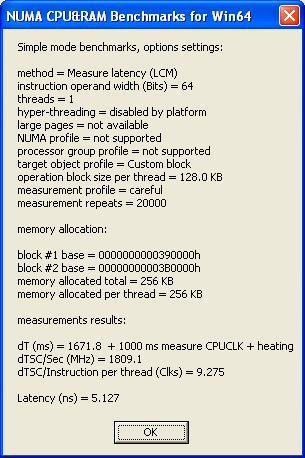 NUMA CPU&RAM Benchmarks for Win64
Simple mode benchmarks, options settings:
method = Measure latency (LCM)
instruction operand width (Bits) = 64
threads = 1
hyper-threading = disabled by platform
large pages = not available
NUMA profile = not supported
processor group profile = not supported
target object profile = Custom block
operation block size per thread = 128.0 KB
measurement profile = careful
measurement repeats = 20000
memory allocation:
block #1 base = 0000000000390000h
block #2 base = 00000000003B0000h
memory allocated total = 256 KB
memory allocated per thread = 256 KB
measurements results:
dT (ms) = 1671.8  + 1000 ms measure CPUCLK + heating
dTSC/Sec (MHz) = 1809.1
dTSC/Instruction per thread (Clks) = 9.275
Latency (ns) = 5.127
OK